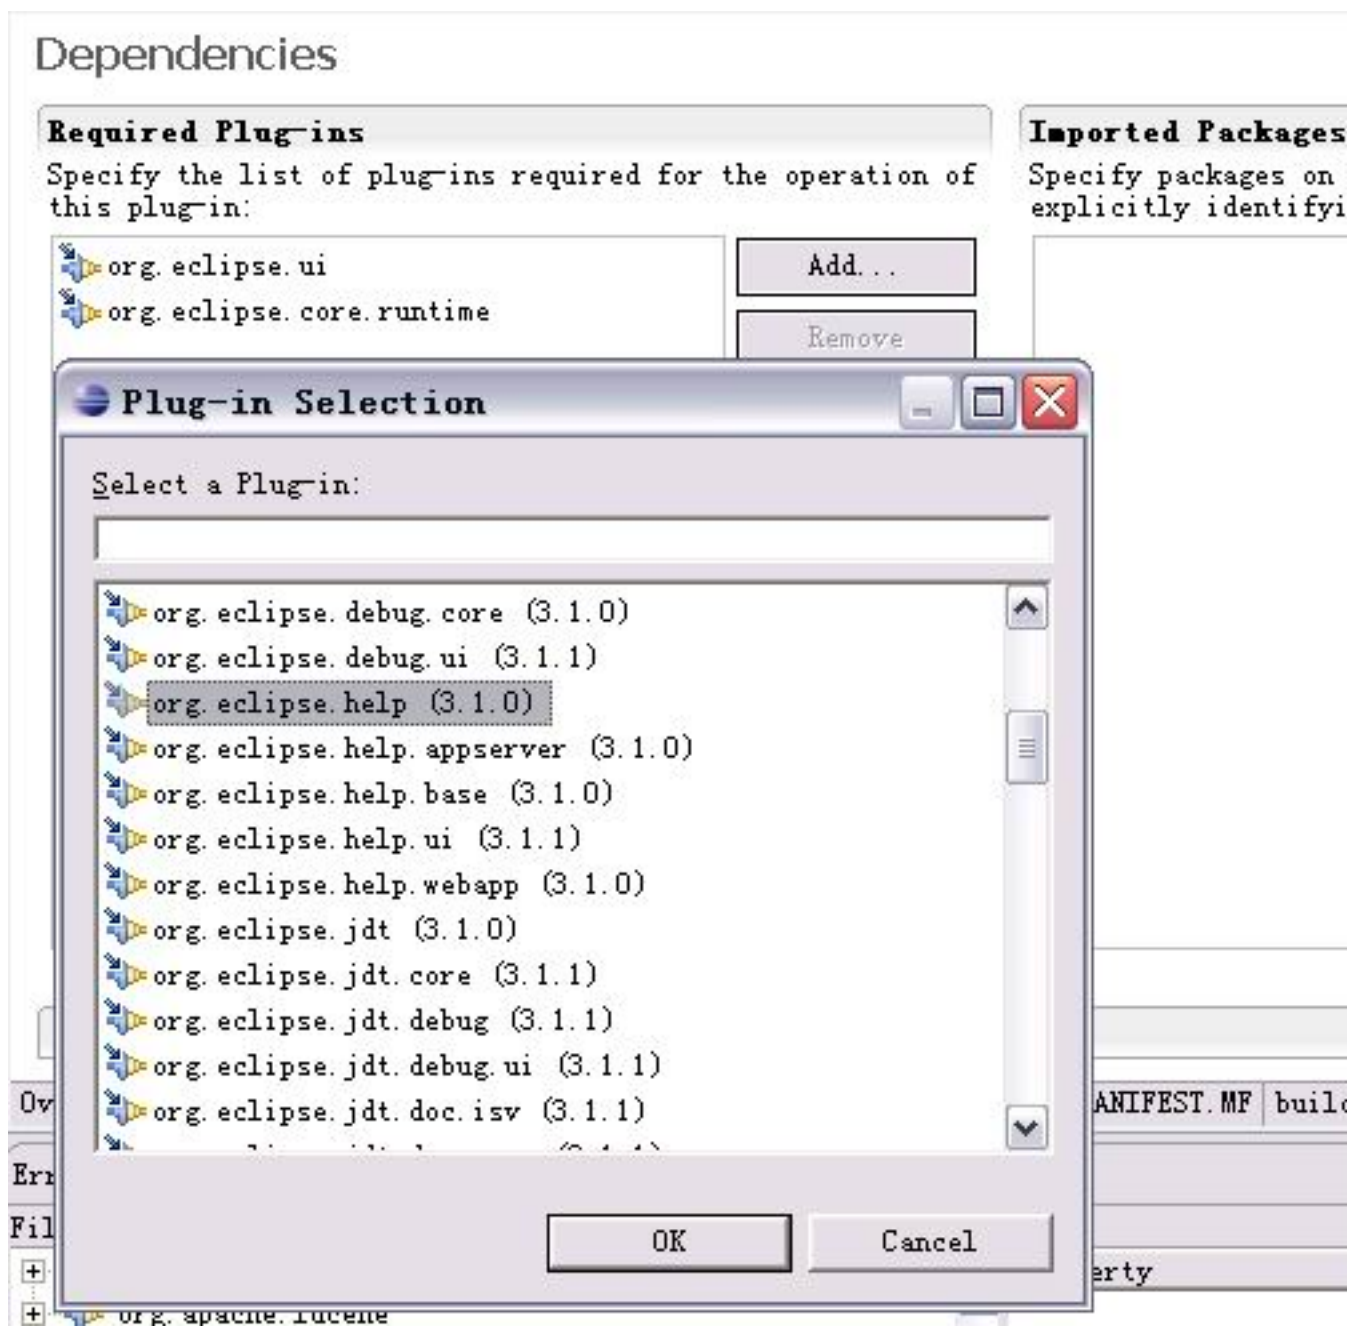 Dependencies
Required Plug-ins
Imported Packages
Specify the list of plug-ins required for the operation of
this plug-in:
Specify packages on
explicitly identifyi
org.eclipse.ui
org.eclipse.core.runtime
Add...
Remove
Plug-in Selection
Select a Plug-in:
org.eclipse.debug.core (3.1.0)
org.eclipse.debug.ui (3.1.1)
org.eclipse.help (3.1.0)
org.eclipse.help.appserver (3.1.0)
org.eclipse.help.base (3.1.0)
org.eclipse.help.ui (3.1.1)
org.eclipse.help.webapp (3.1.0)
org.eclipse.jdt (3.1.0)
org.eclipse.jdt.core (3.1.1)
org.eclipse.jdt.debug (3.1.1)
org.eclipse.jdt.debug.ui (3.1.1)
org.eclipse.jdt.doc.isv (3.1.1)
OK
Cancel
Ov
ANIFEST.MF
build
Err
Fil
erty
org.apache.lucene